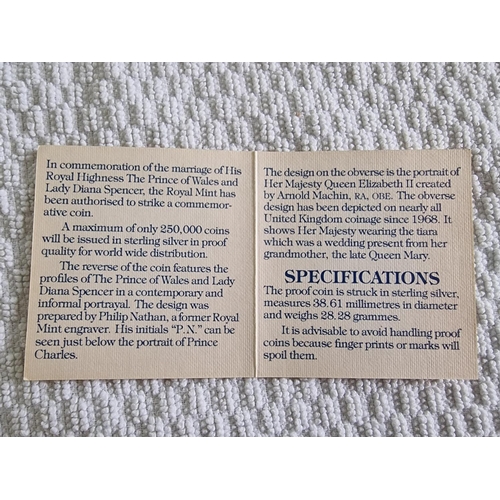 In commemoration of the marriage of His
Royal Highness The Prince of Wales and
Lady Diana Spencer, the Royal Mint has
been authorised to strike a commemor-
ative coin.
A maximum of only 250,000 coins
will be issued in sterling silver in proof
quality for world wide distribution.
The reverse of the coin features the
profiles of The Prince of Wales and Lady
Diana Spencer in a contemporary and
informal portrayal. The design was
prepared by Philip Nathan, a former Royal
Mint engraver. His initials “P.N.” can be
seen just below the portrait of Prince
Charles.
The design on the obverse is the portrait of
Her Majesty Queen Elizabeth II created
by Arnold Machin, RA, OBE. The obverse
design has been depicted on nearly all
United Kingdom coinage since 1968. It
shows Her Majesty wearing the tiara
which was a wedding present from her
grandmother, the late Queen Mary.
SPECIFICATIONS
The proof coin is struck in sterling silver,
measures 38.61 millimetres in diameter
and weighs 28.28 grammes.
It is advisable to avoid handling proof
coins because finger prints or marks will
spoil them.